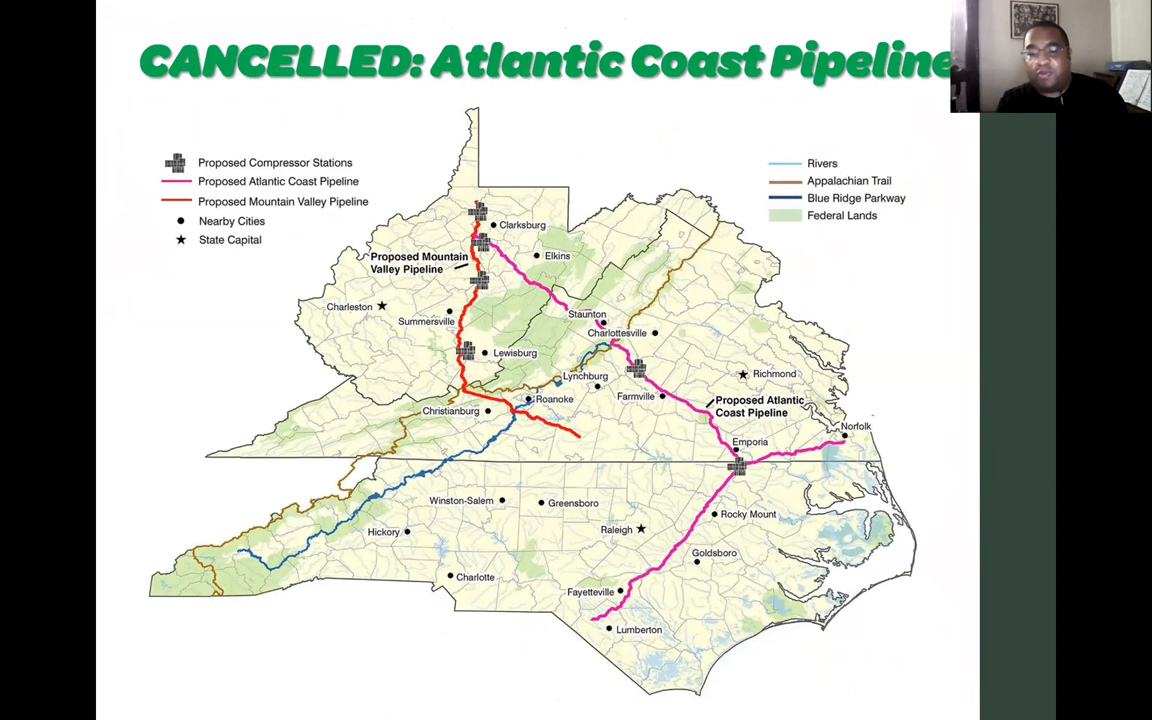 CANCELLED: Atlantic Coast Pipeline
Proposed Compressor Stations
Proposed Atlantic Coast Pipeline
Proposed Mountain Valley Pipeline
Nearby Cities
State Capital
Rivers
Appalachian Trail
Blue Ridge Parkway
Federal Lands
Clarksburg
Proposed Mountain
Valley Pipeline
Elkins
Charleston
Summersville
Staunton
Charlottesville
Lewisburg
Lynchburg
Richmond
Roanoke
Farmville
Proposed Atlantic
Coast Pipeline
Christianburg
Norfolk
Emporia
Winston-Salem
Greensboro
Rocky Mount
Hickory
Raleigh
Goldsboro
Charlotte
Fayetteville
Lumberton